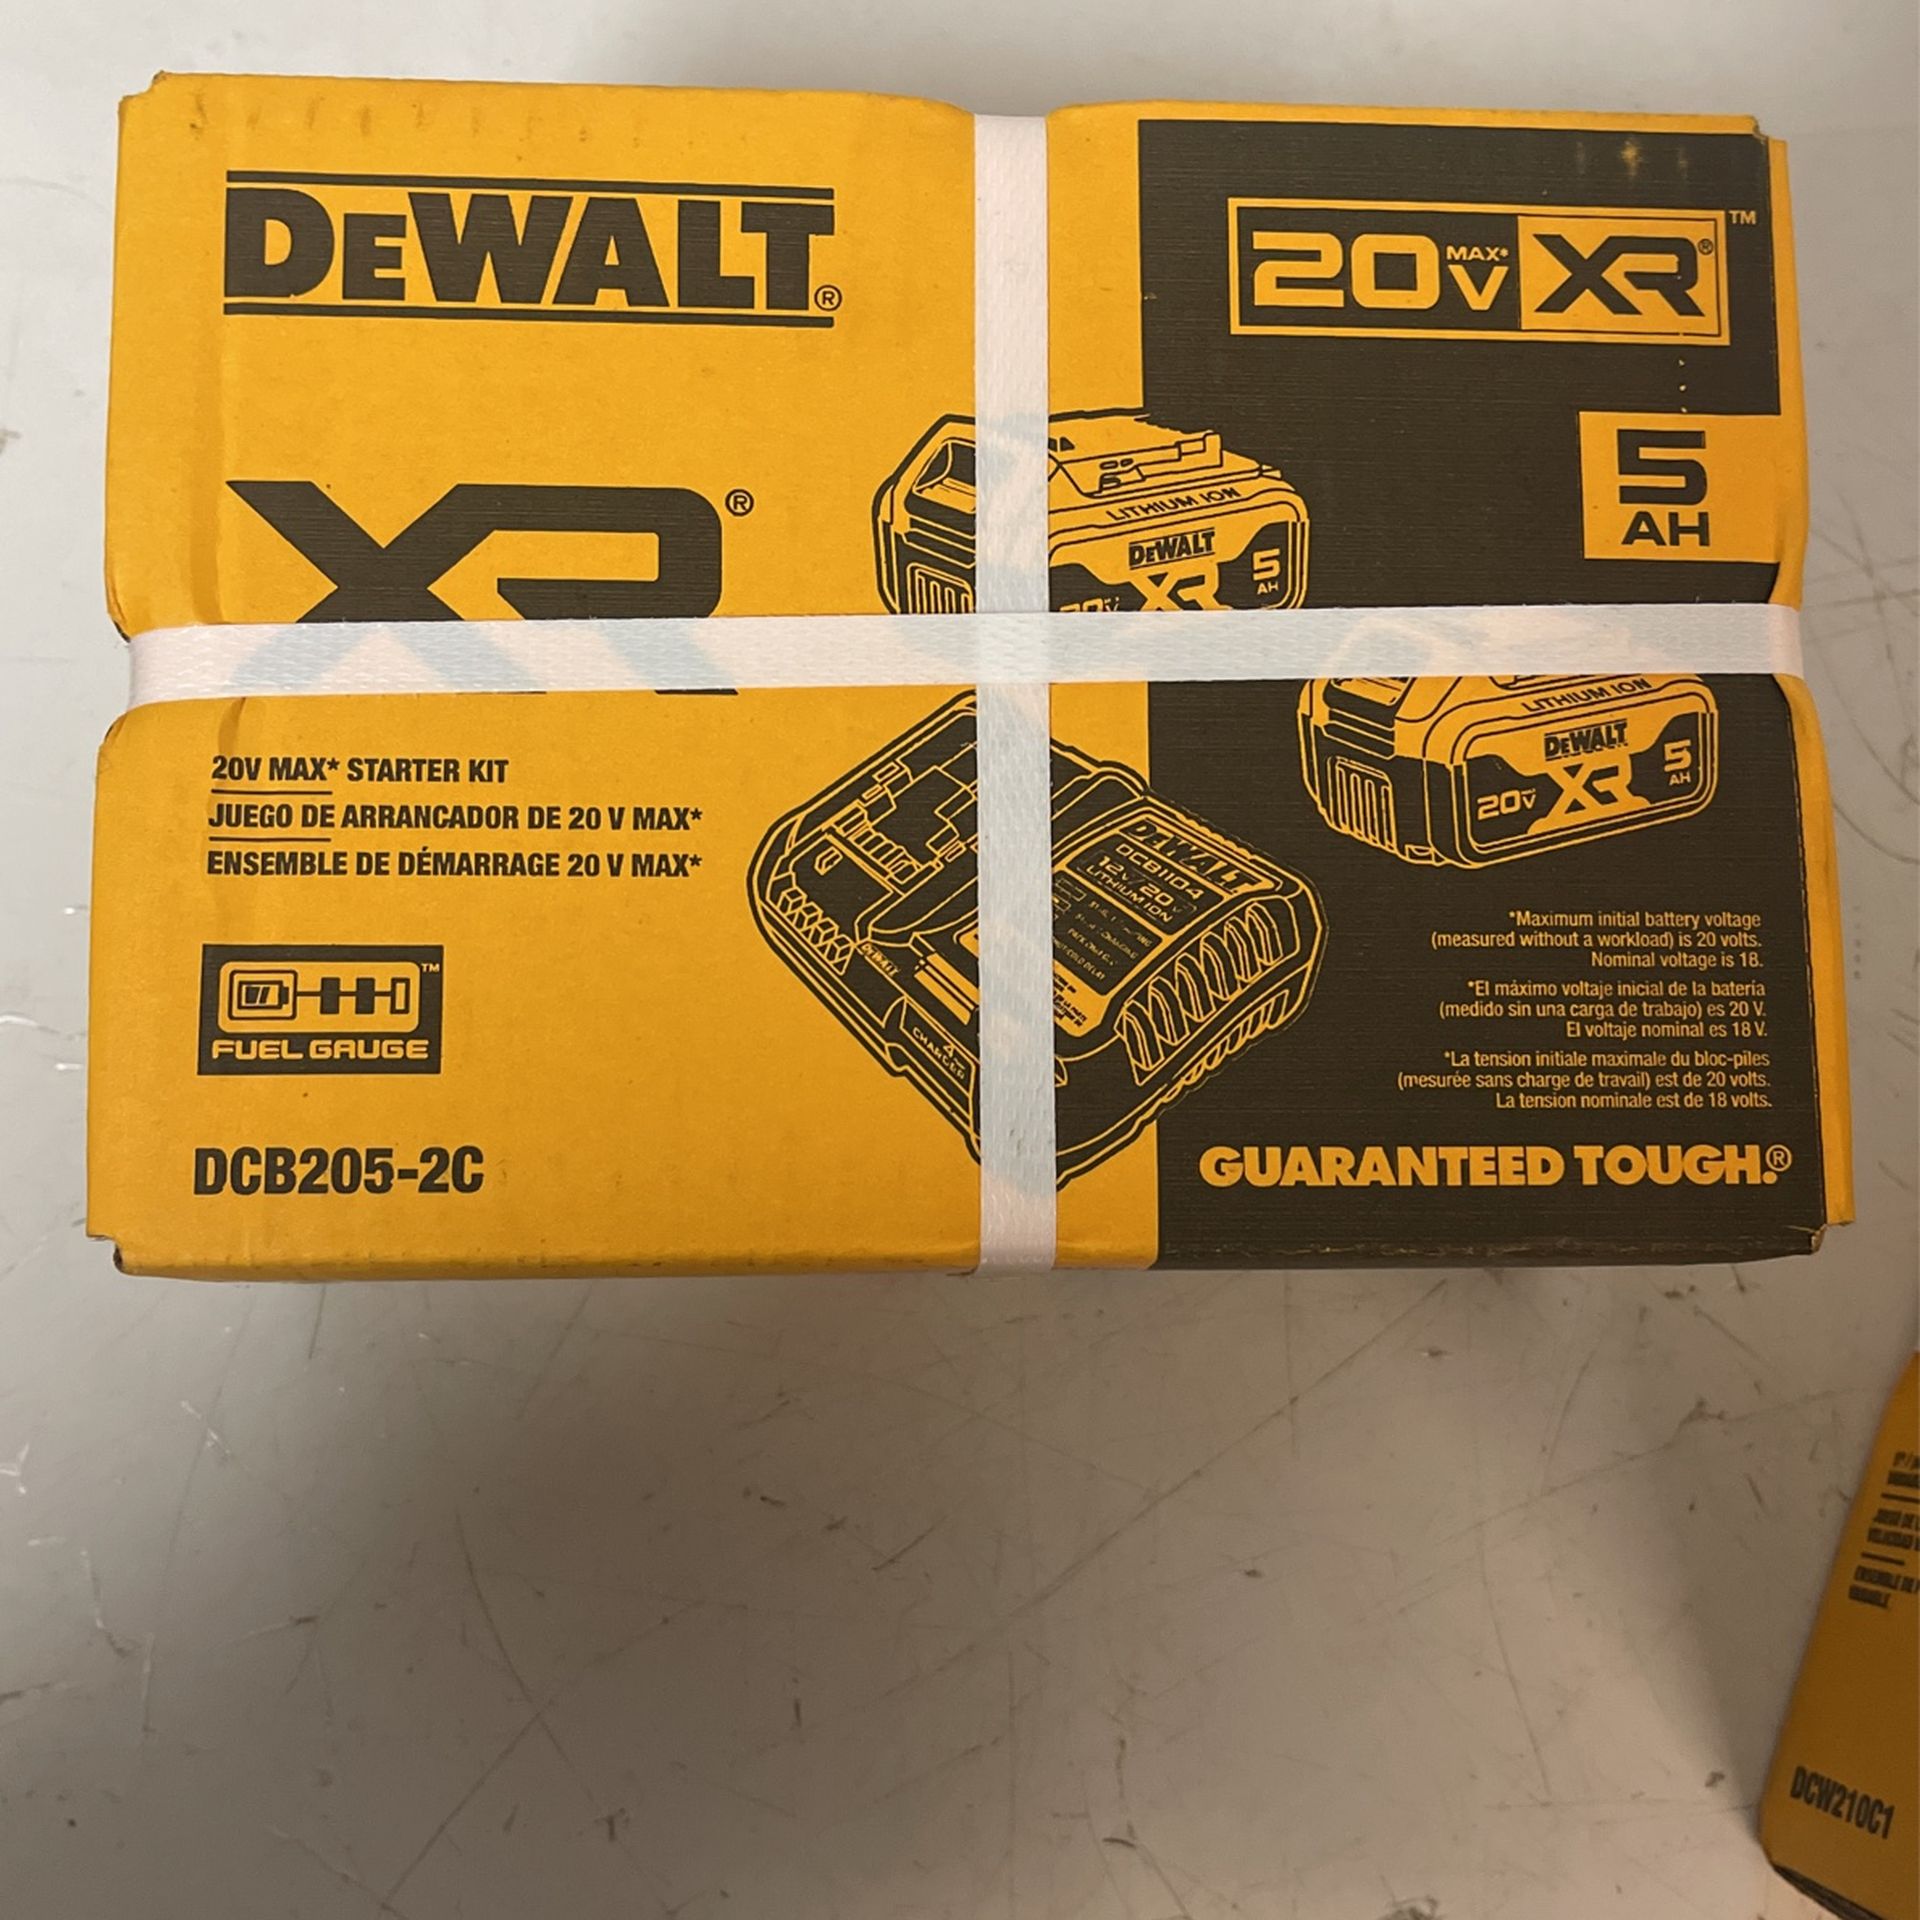 DEWALT®
20V MAX* XR®™
5
AH
XR®
LITHIUM ION
DEWALT
XR
5
AH
LITHIUM ION
DEWALT
20V XR
5
AH
20V MAX* STARTER KIT
JUEGO DE ARRANCADOR DE 20 V MAX*
ENSEMBLE DE DÉMARRAGE 20 V MAX*
DEWALT
DCB1104
12V 20V
LITHIUM ION
DEWALT
CHARGER
*Maximum initial battery voltage
(measured without a workload) is 20 volts.
Nominal voltage is 18.
*El máximo voltaje inicial de la batería
(medido sin una carga de trabajo) es 20 V.
El voltaje nominal es 18 V.
*La tension initiale maximale du bloc-piles
(mesurée sans charge de travail) est de 20 volts.
La tension nominale est de 18 volts.
™
FUEL GAUGE
DCB205-2C
GUARANTEED TOUGH.®
DCW210C1